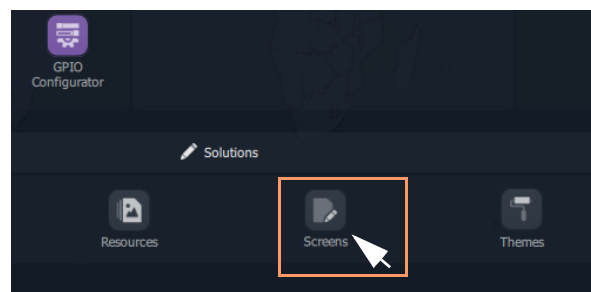 GPIO
Configurator
Solutions
Resources
Screens
Themes